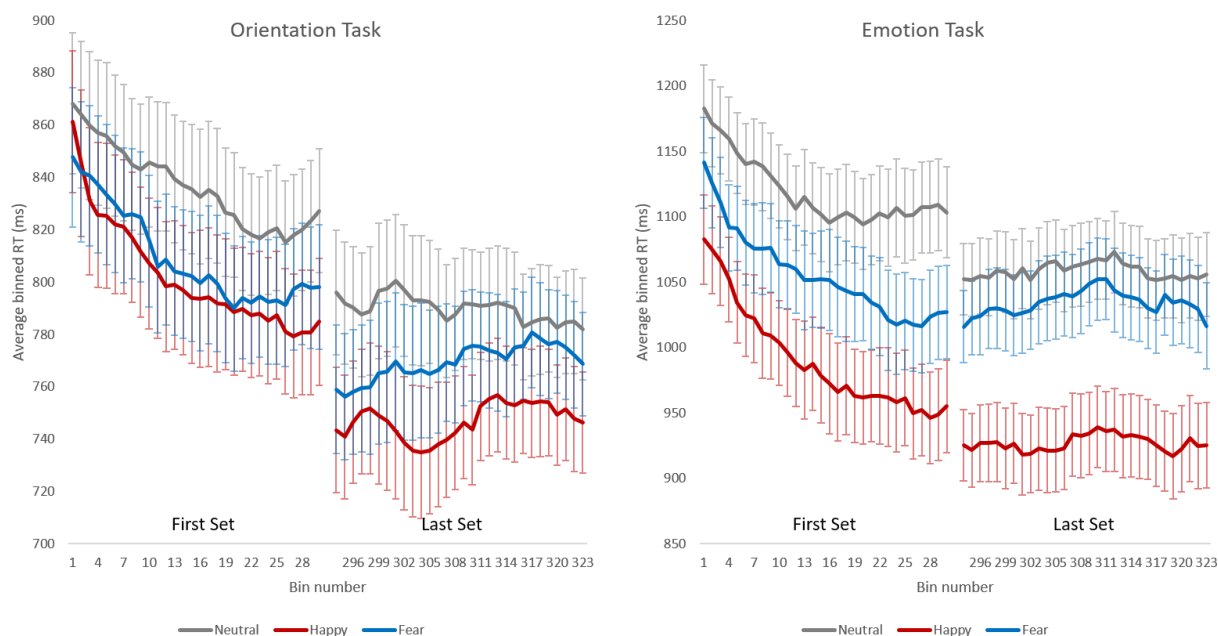 Orientation Task
900
880
860
840
820
800
780
760
740
720
700
Average binned RT (ms)
First Set
Last Set
1 4 7 10 13 16 19 22 25 28 296 299 302 305 308 311 314 317 320 323
Bin number
Neutral Happy Fear
Emotion Task
1250
1200
1150
1100
1050
1000
950
900
850
Average binned RT (ms)
First Set
Last Set
1 4 7 10 13 16 19 22 25 28 296 299 302 305 308 311 314 317 320 323
Bin number
Neutral Happy Fear